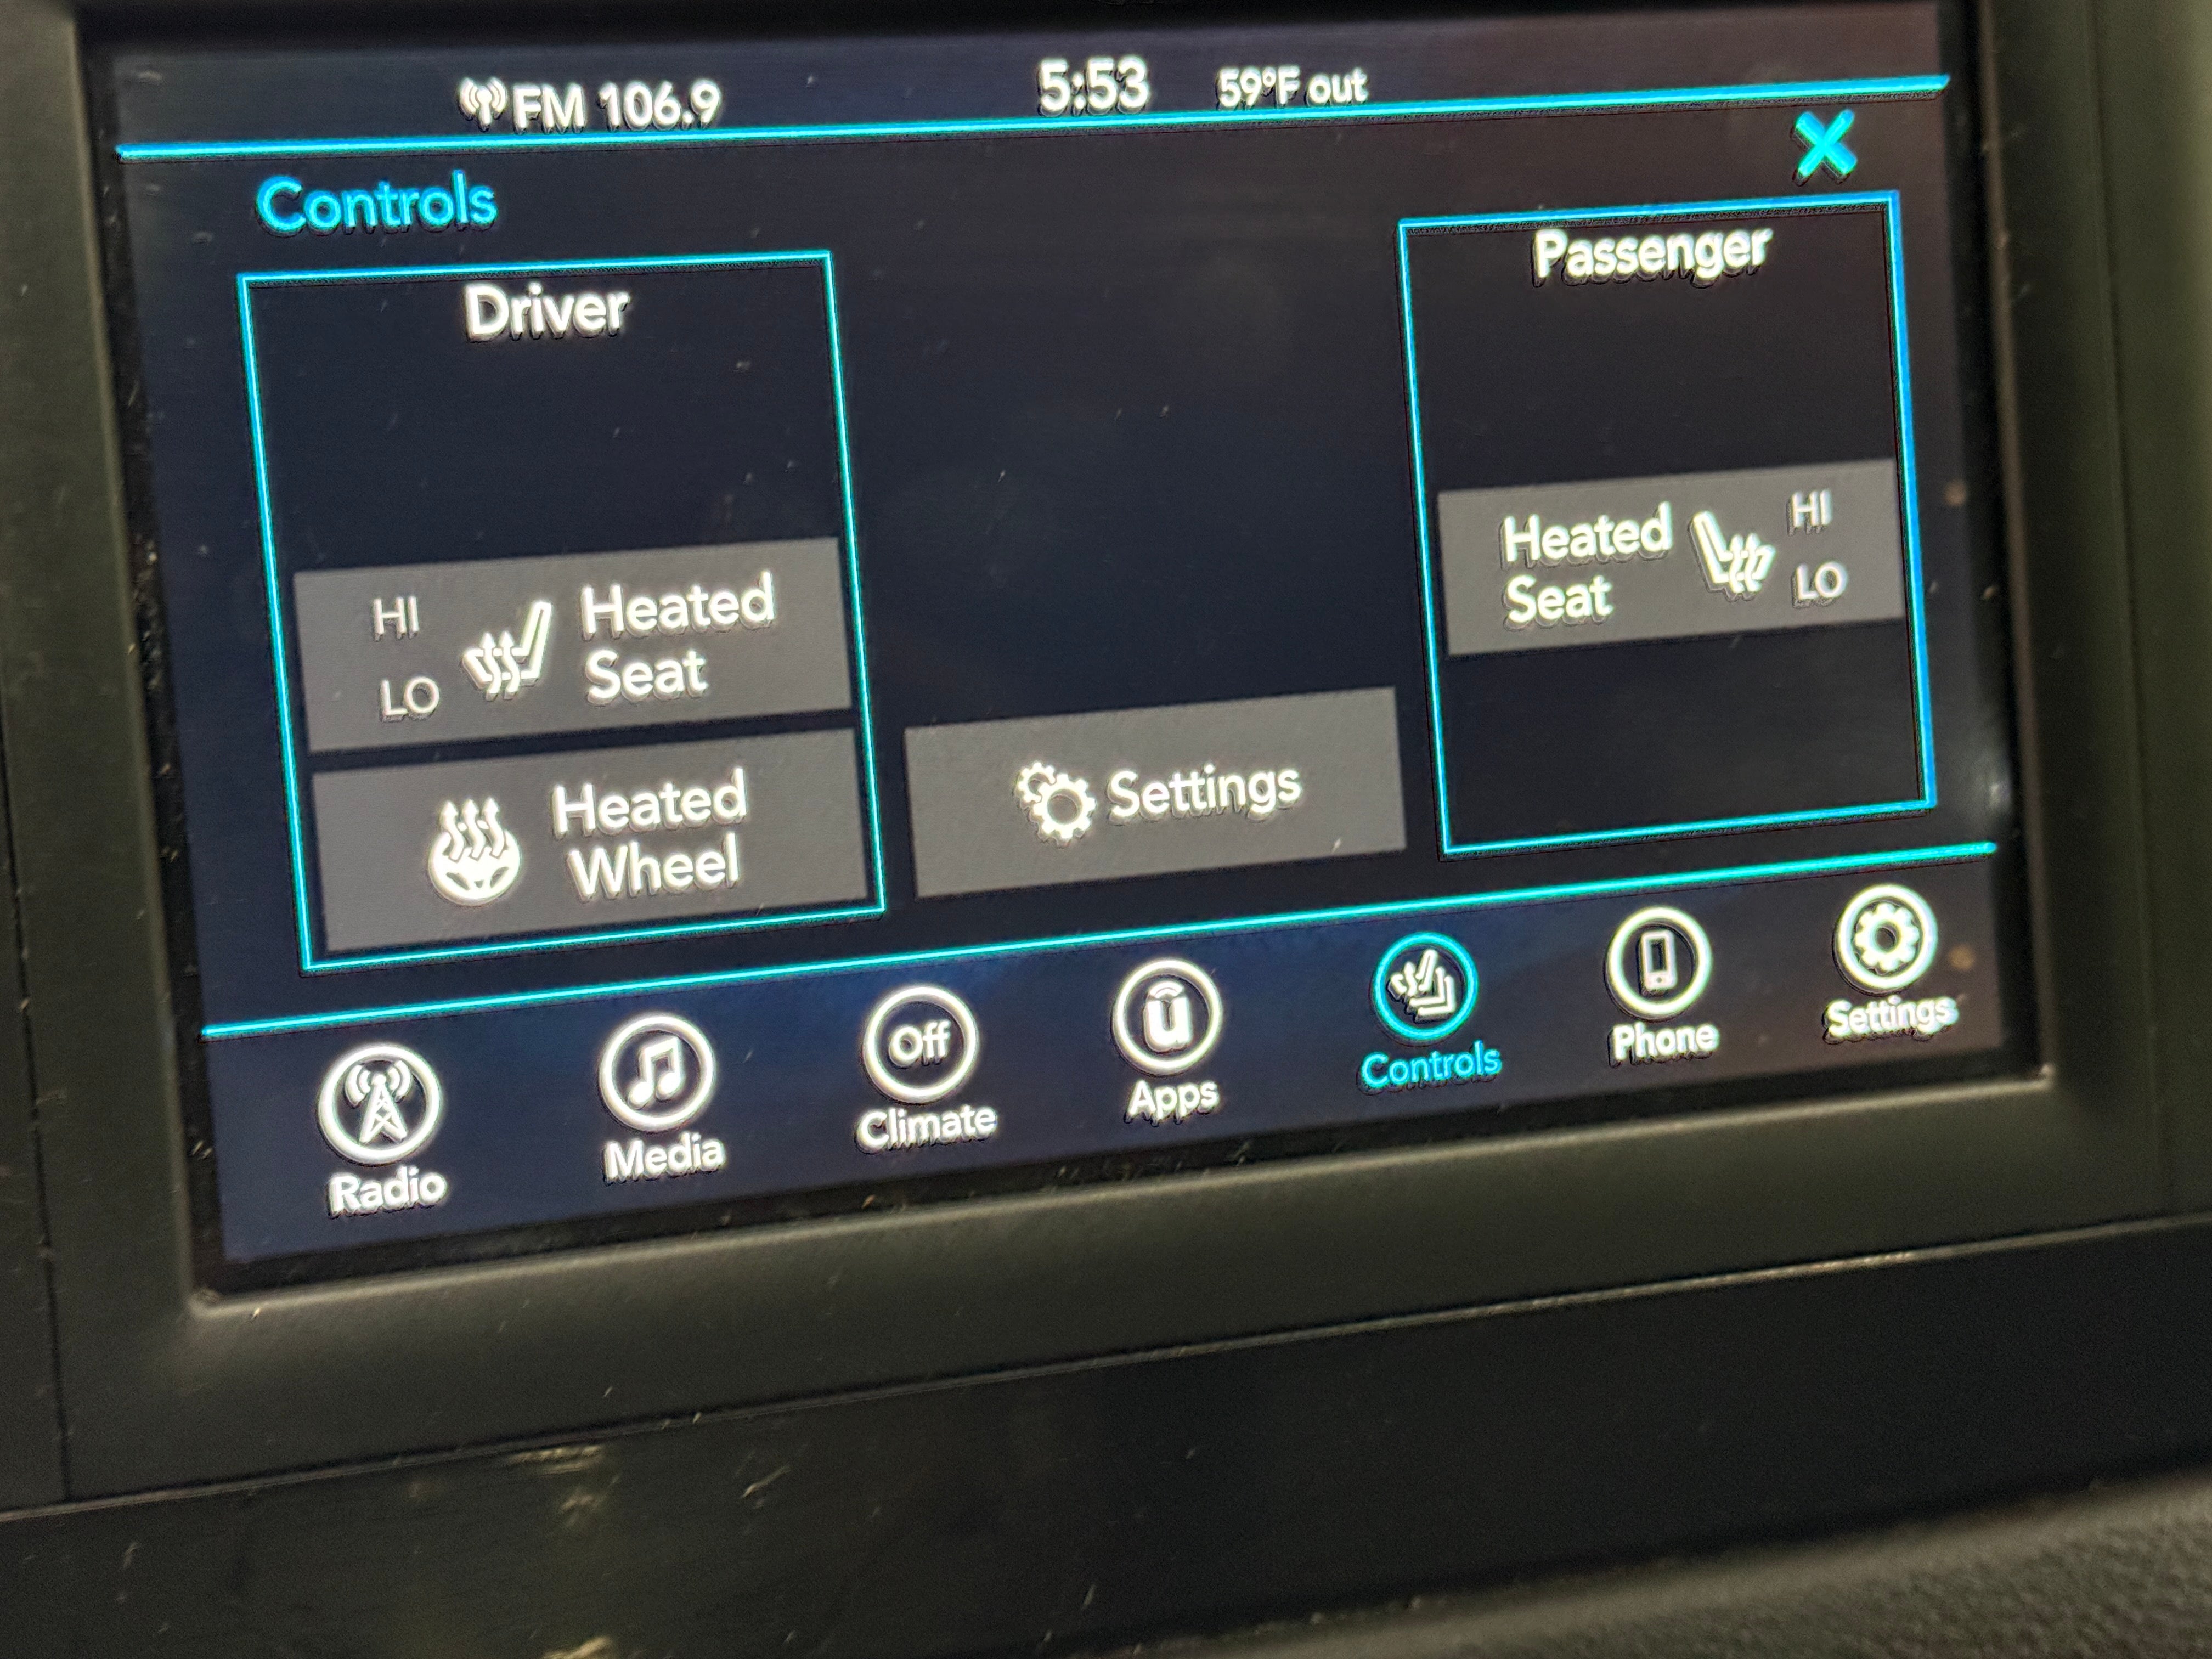 FM 106.9 5:53 59°F out
Controls
Driver
HI
LO
Heated
Seat
Heated
Wheel
Settings
Passenger
Heated
Seat
HI
LO
Radio
Media
Off
Climate
Apps
Controls
Phone
Settings